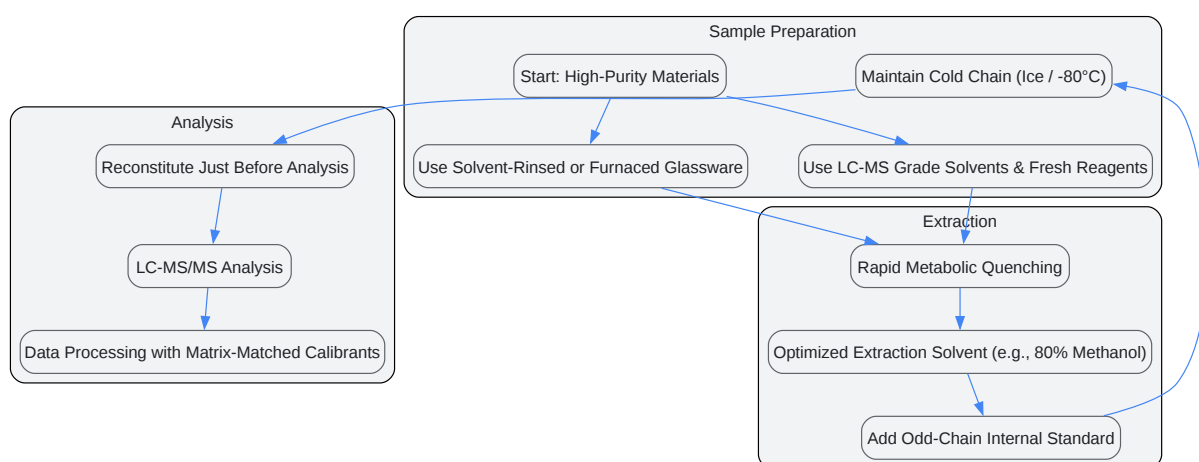 Sample Preparation
Start: High-Purity Materials
Maintain Cold Chain (Ice / -80°C)
Use Solvent-Rinsed or Furnaced Glassware
Use LC-MS Grade Solvents & Fresh Reagents
Extraction
Rapid Metabolic Quenching
Optimized Extraction Solvent (e.g., 80% Methanol)
Add Odd-Chain Internal Standard
Analysis
Reconstitute Just Before Analysis
LC-MS/MS Analysis
Data Processing with Matrix-Matched Calibrants